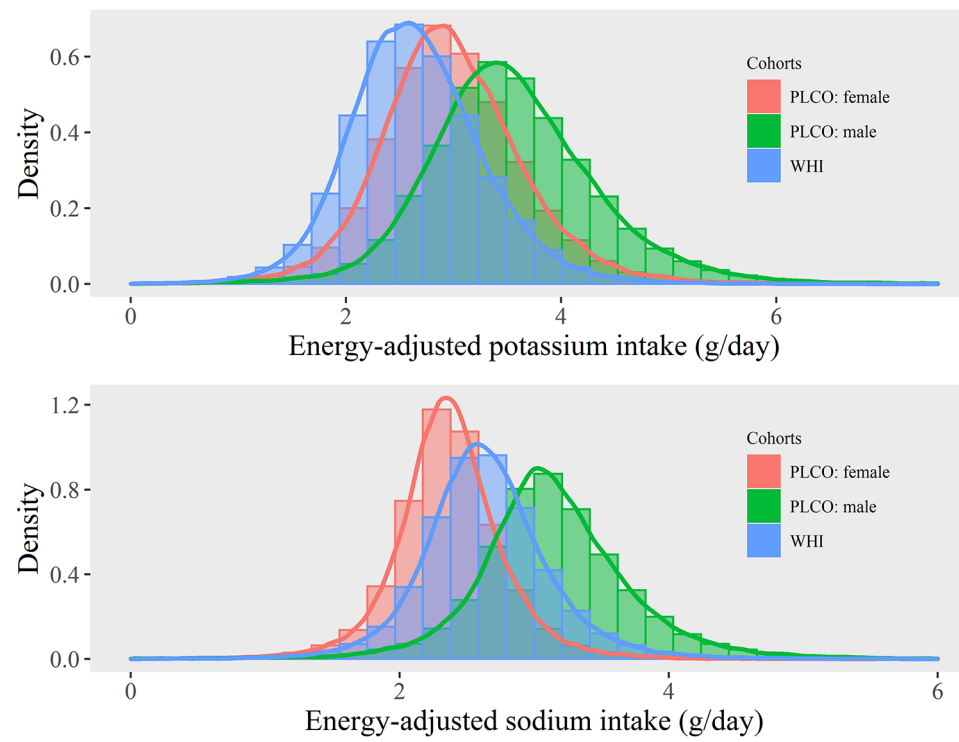 0.6
0.4
0.2
0.0
Density
0 2 4 6
Energy-adjusted potassium intake (g/day)
Cohorts
PLCO: female
PLCO: male
WHI
1.2
0.8
0.4
0.0
Density
0 2 4 6
Energy-adjusted sodium intake (g/day)
Cohorts
PLCO: female
PLCO: male
WHI